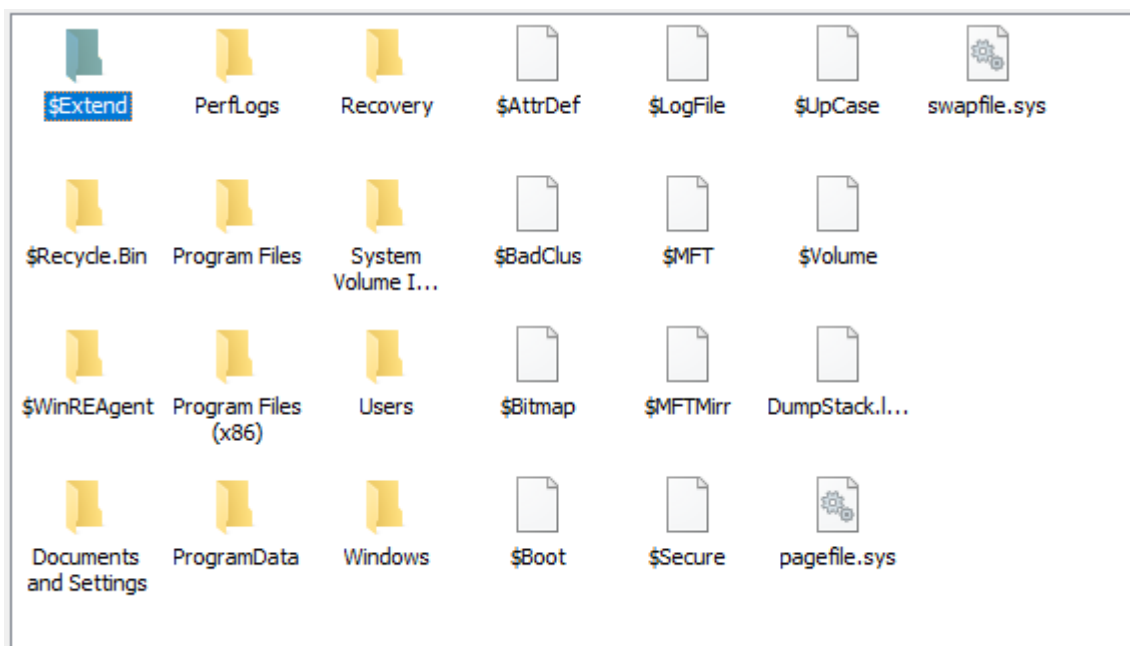 $Extend
PerfLogs
Recovery
$AttrDef
$LogFile
$UpCase
swapfile.sys
$Recycle.Bin
Program Files
System
Volume I...
$BadClus
$MFT
$Volume
$WinREAgent
Program Files
(x86)
Users
$Bitmap
$MFTMirr
DumpStack.l...
Documents
and Settings
ProgramData
Windows
$Boot
$Secure
pagefile.sys